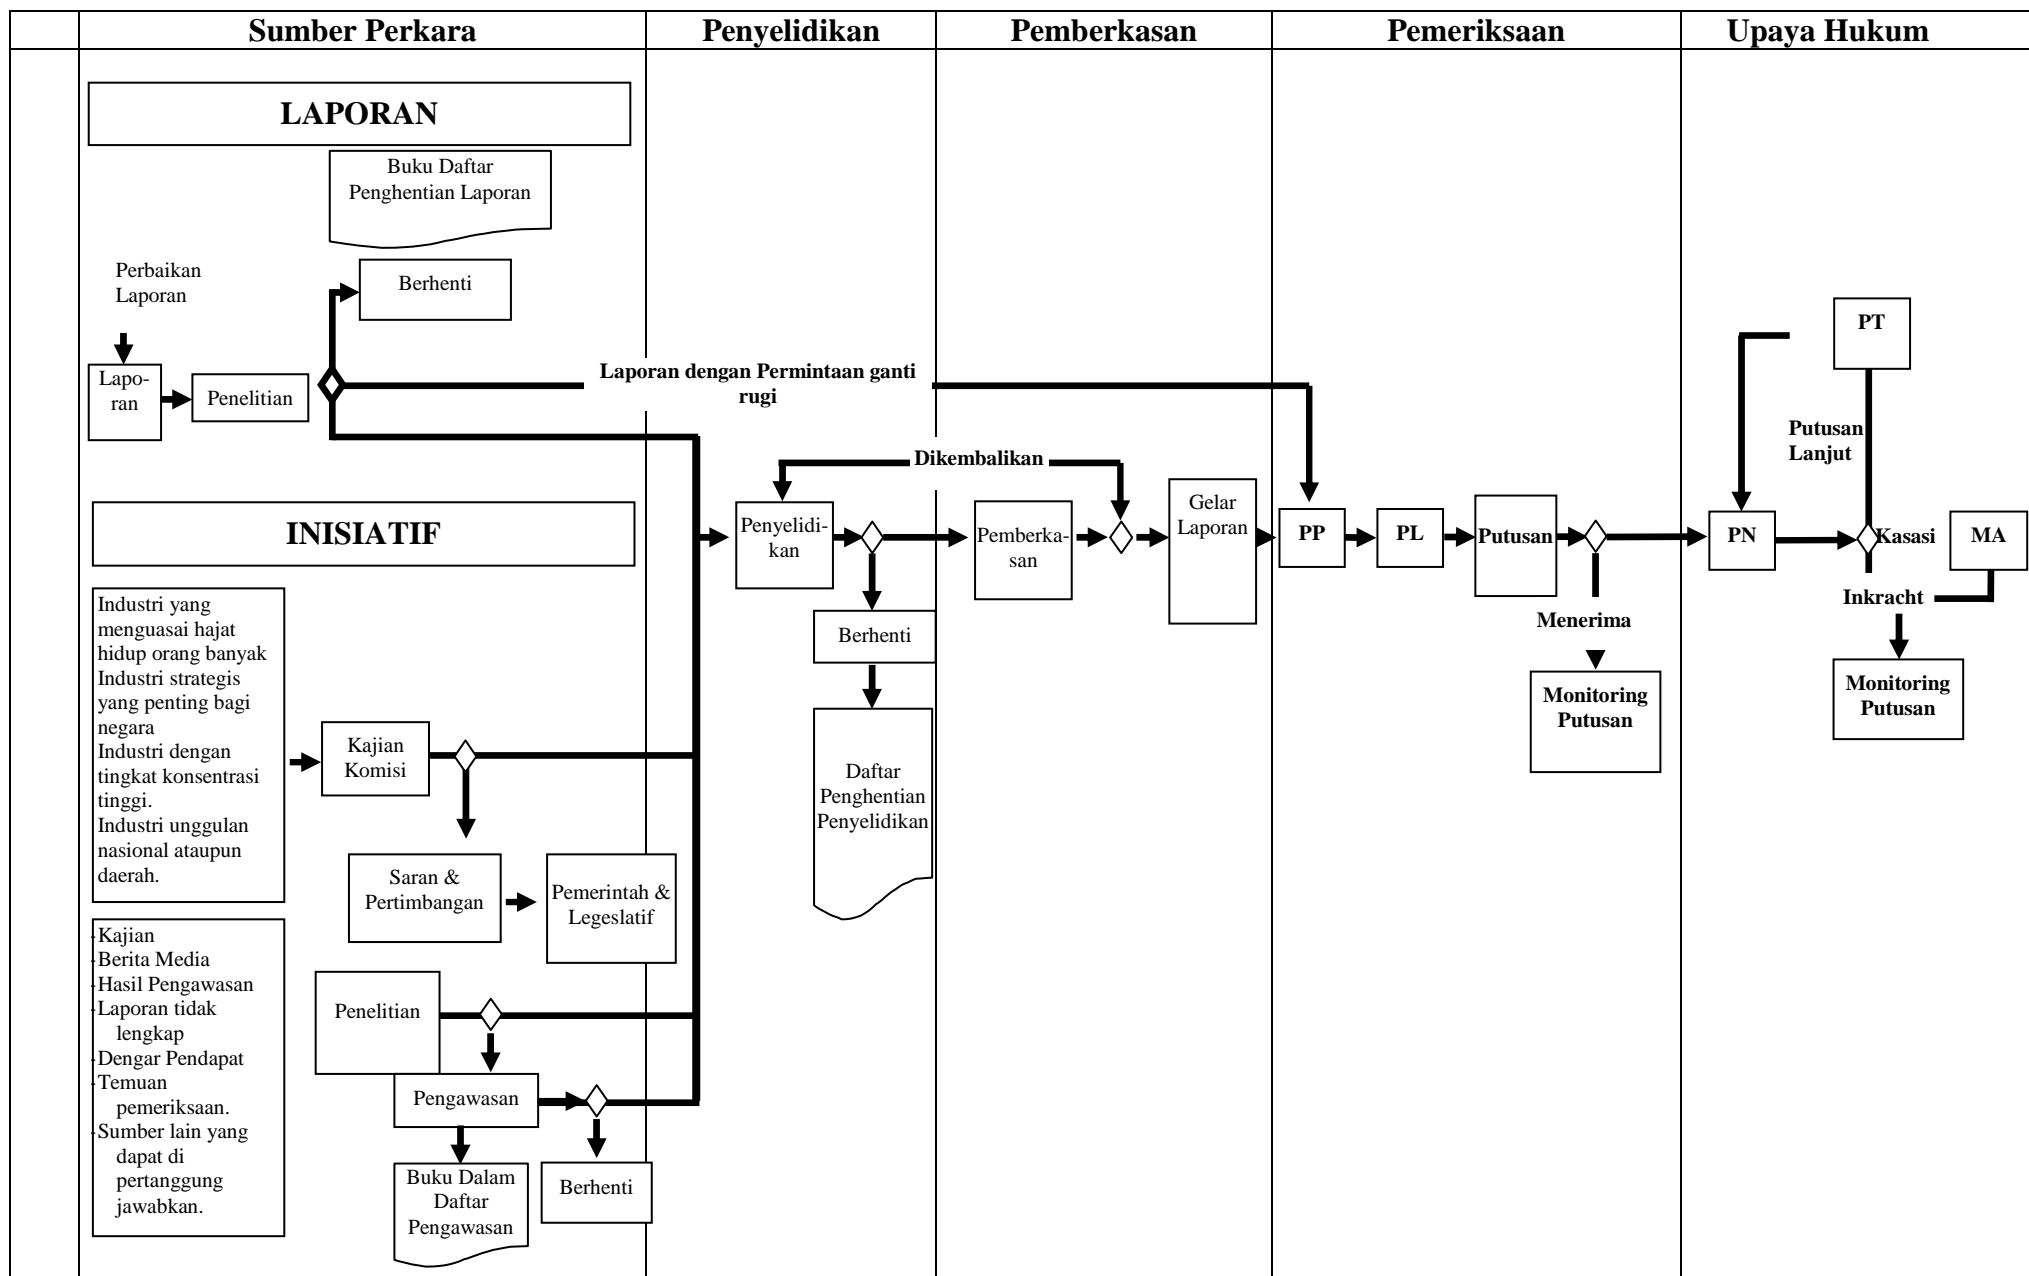 Sumber Perkara
Penyelidikan
Pemberkasan
Pemeriksaan
Upaya Hukum
LAPORAN
Buku Daftar
Penghentian Laporan
Perbaikan
Laporan
Berhenti
Lapo-
ran
Penelitian
Laporan dengan Permintaan ganti
rugi
INISIATIF
Industri yang
menguasai hajat
hidup orang banyak
Industri strategis
yang penting bagi
negara
Industri dengan
tingkat konsentrasi
tinggi.
Industri unggulan
nasional ataupun
daerah.
Kajian
Komisi
Saran &
Pertimbangan
Pemerintah &
Legeslatif
-Kajian
-Berita Media
-Hasil Pengawasan
-Laporan tidak
lengkap
-Dengar Pendapat
-Temuan
pemeriksaan.
-Sumber lain yang
dapat di
pertanggung
jawabkan.
Penelitian
Pengawasan
Buku Dalam
Daftar
Pengawasan
Berhenti
Dikembalikan
Penyelidi-
kan
Berhenti
Daftar
Penghentian
Penyelidikan
Pemberka-
san
Gelar
Laporan
PP
PL
Putusan
Menerima
Monitoring
Putusan
PT
Putusan
Lanjut
PN
Kasasi
MA
Inkracht
Monitoring
Putusan